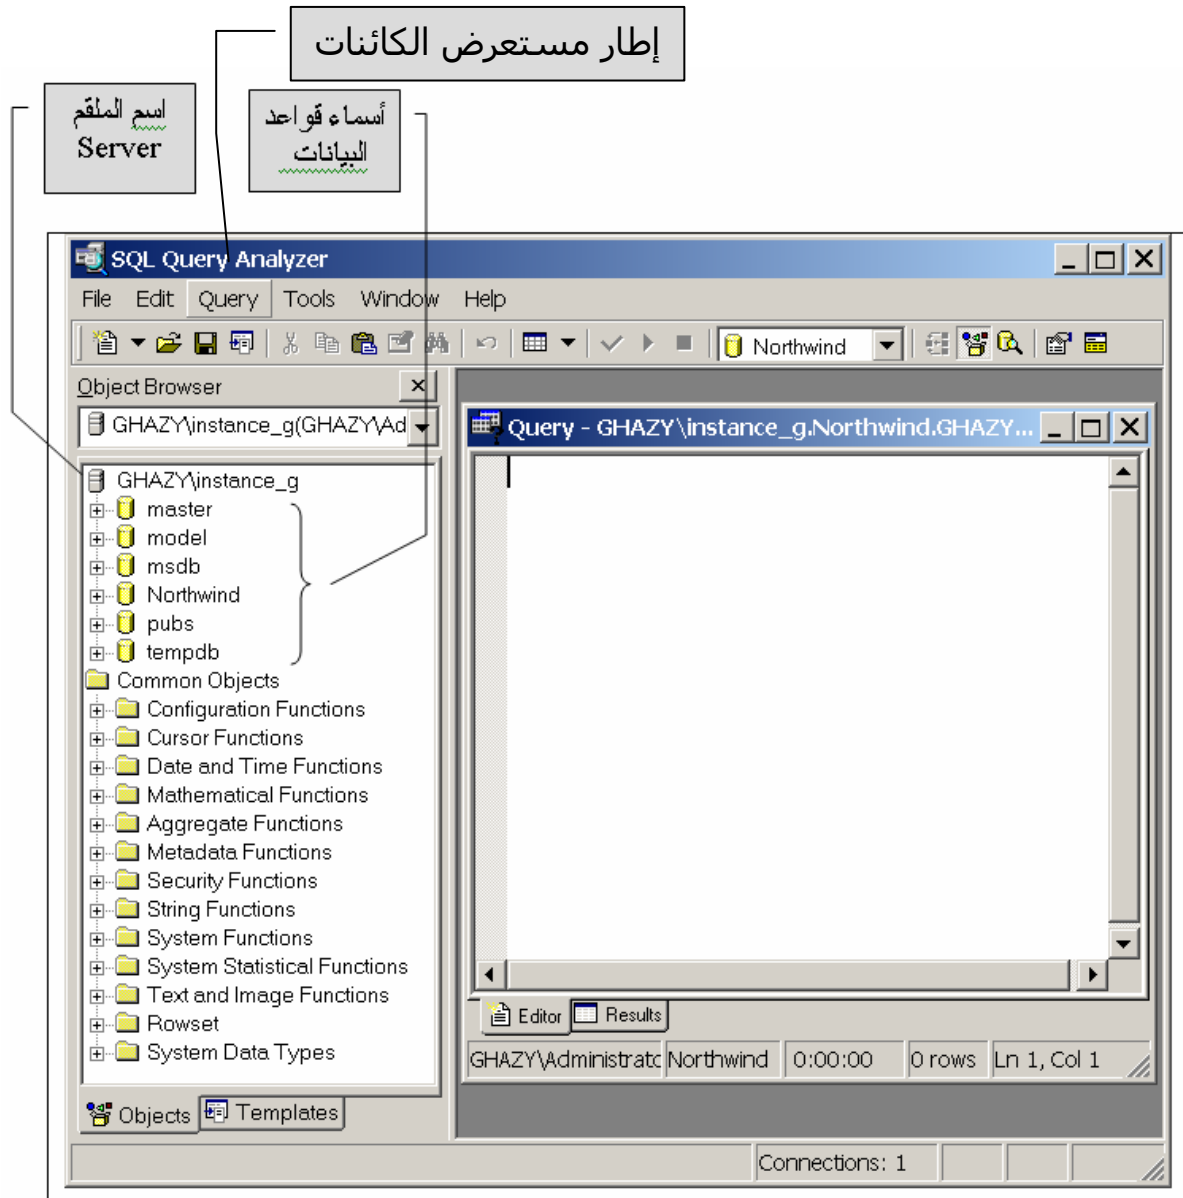 إطار مستعرض الكائنات
اسم الملقم
Server
أسماء قواعد
البيانات
SQL Query Analyzer
File Edit Query Tools Window Help
Northwind
Object Browser
GHAZY\instance_g(GHAZY\Ad
Query - GHAZY\instance_g.Northwind.GHAZY...
GHAZY\instance_g
master
model
msdb
Northwind
pubs
tempdb
Common Objects
Configuration Functions
Cursor Functions
Date and Time Functions
Mathematical Functions
Aggregate Functions
Metadata Functions
Security Functions
String Functions
System Functions
System Statistical Functions
Text and Image Functions
Rowset
System Data Types
Editor Results
GHAZY\Administratc Northwind 0:00:00 0 rows Ln 1, Col 1
Objects Templates
Connections: 1